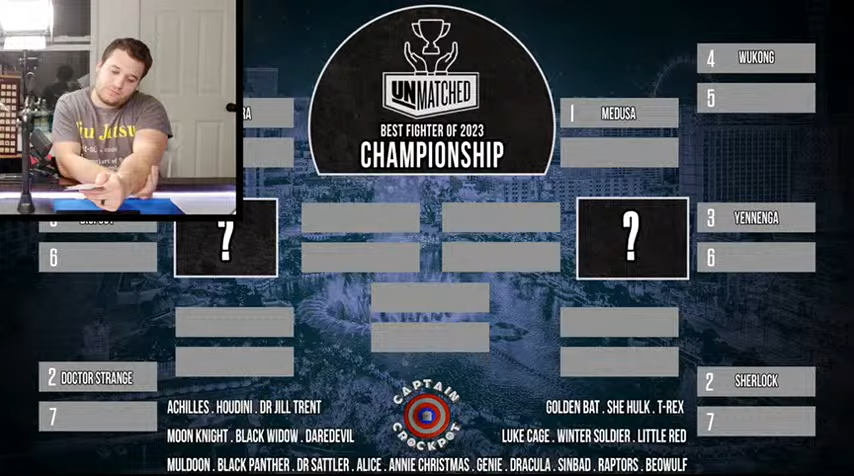 UNMATCHED
BEST FIGHTER OF 2023
CHAMPIONSHIP
RA
1 MEDUSA
4 WUKONG
5
3 YENNENGA
6
6
?
?
2 DOCTOR STRANGE
7
2 SHERLOCK
7
ACHILLES . HOUDINI . DR JILL TRENT
GOLDEN BAT . SHE HULK . T-REX
MOON KNIGHT . BLACK WIDOW . DAREDEVIL
LUKE CAGE . WINTER SOLDIER . LITTLE RED
MULDOON . BLACK PANTHER . DR SATTLER . ALICE . ANNIE CHRISTMAS . GENIE . DRACULA . SINBAD . RAPTORS . BEOWULF
CAPTAIN
CROCKPOT
Jiu Jitsu